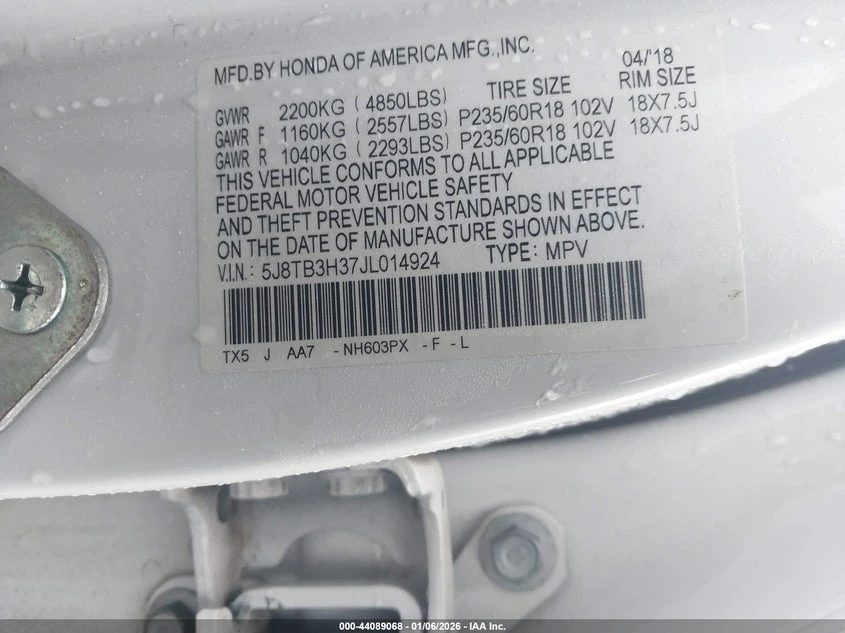 MFD.BY HONDA OF AMERICA MFG.,INC. 04/'18
TIRE SIZE RIM SIZE
GVWR 2200KG ( 4850LBS)
GAWR F 1160KG ( 2557LBS) P235/60R18 102V 18X7.5J
GAWR R 1040KG ( 2293LBS) P235/60R18 102V 18X7.5J
THIS VEHICLE CONFORMS TO ALL APPLICABLE
FEDERAL MOTOR VEHICLE SAFETY
AND THEFT PREVENTION STANDARDS IN EFFECT
ON THE DATE OF MANUFACTURE SHOWN ABOVE.
V.I.N.: 5J8TB3H37JL014924 TYPE: MPV
TX5 J AA7 -NH603PX -F -L
000-44089068 - 01/06/2026 - IAA Inc.